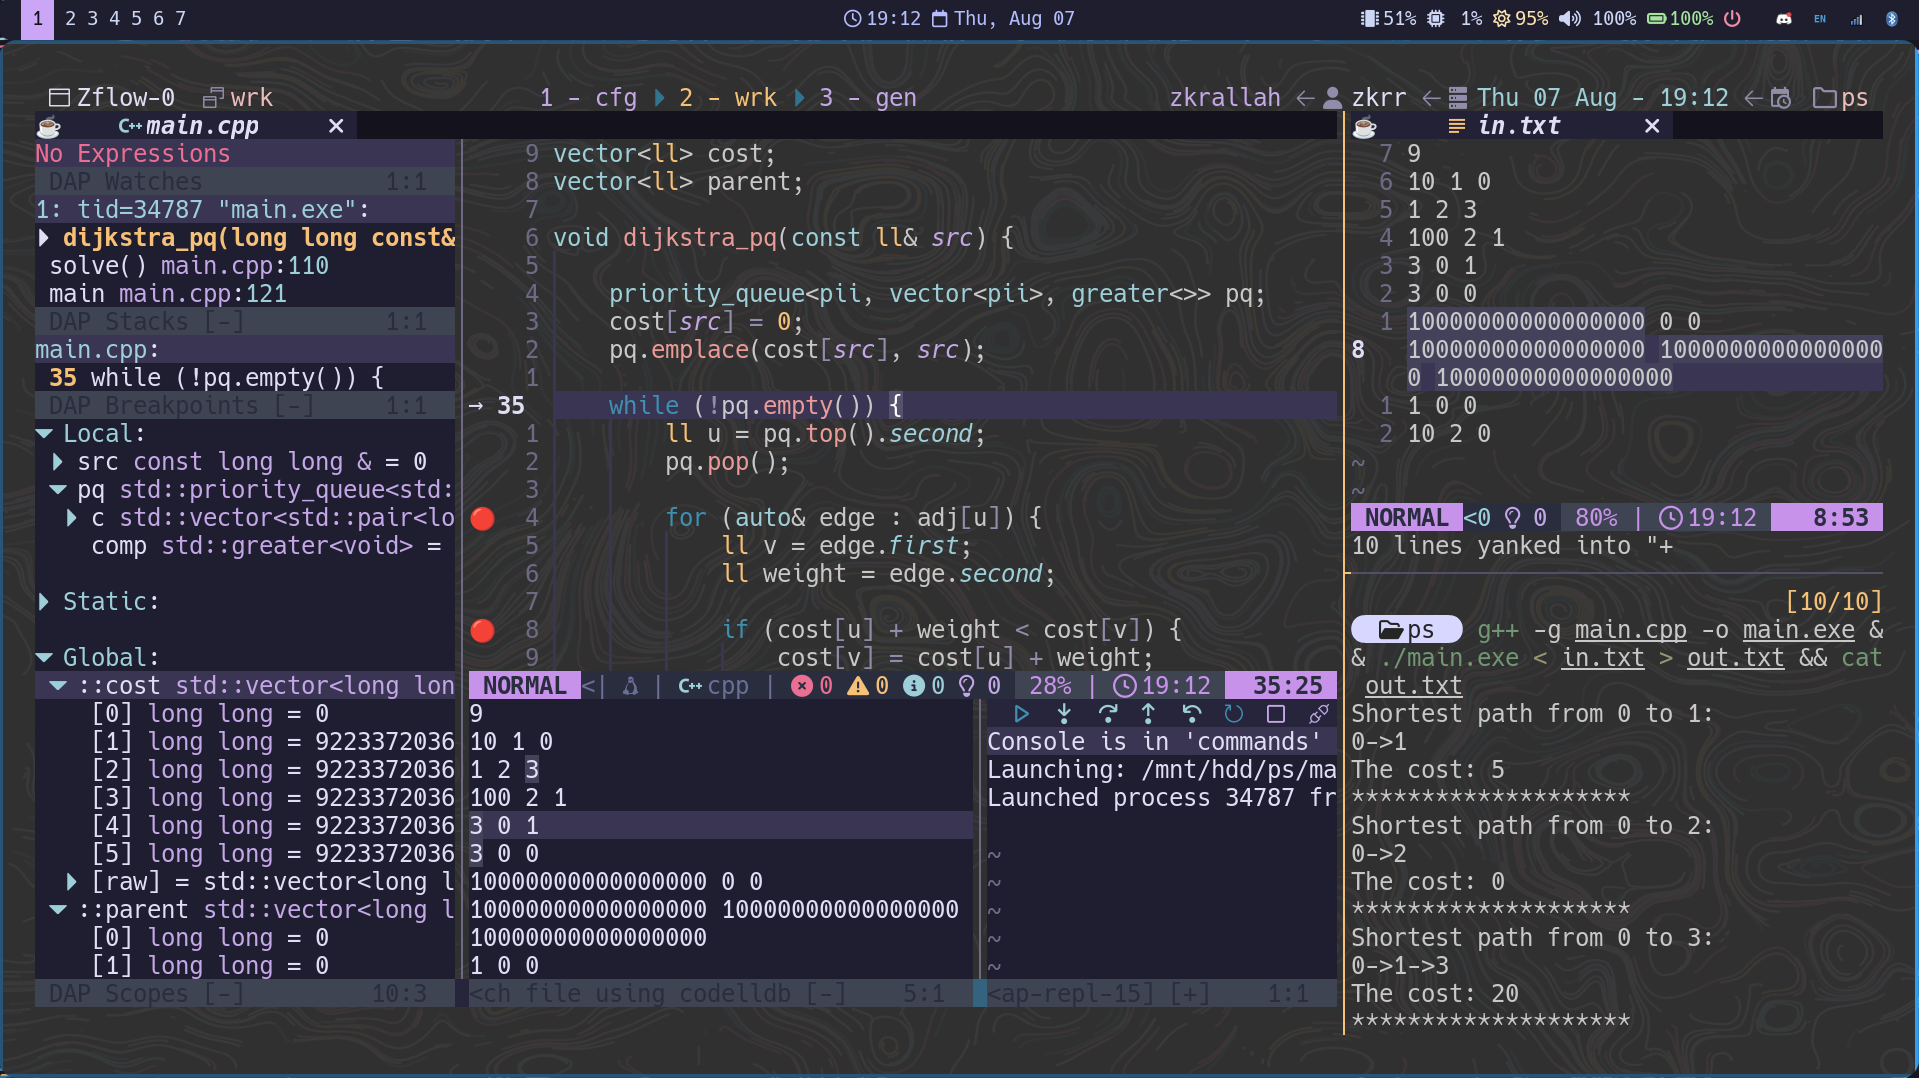 1 2 3 4 5 6 7
19:12 Thu, Aug 07
51% 1% 95% 100% 100% EN
Zflow-0 wrk
1 - cfg 2 - wrk 3 - gen
zkrallah zkrr Thu 07 Aug - 19:12 ps
C++ main.cpp
No Expressions
DAP Watches 1:1
1: tid=34787 "main.exe":
dijkstra_pq(long long const&
solve() main.cpp:110
main main.cpp:121
DAP Stacks [-] 1:1
main.cpp:
35 while (!pq.empty()) {
DAP Breakpoints [-] 1:1
Local:
src const long long & = 0
pq std::priority_queue<std:
c std::vector<std::pair<lo
comp std::greater<void> =
Static:
Global:
::cost std::vector<long lon
[0] long long = 0
[1] long long = 9223372036
[2] long long = 9223372036
[3] long long = 9223372036
[4] long long = 9223372036
[5] long long = 9223372036
[raw] = std::vector<long l
::parent std::vector<long l
[0] long long = 0
[1] long long = 0
DAP Scopes [-] 10:3
9 vector<ll> cost;
8 vector<ll> parent;
7
6 void dijkstra_pq(const ll& src) {
5
4 priority_queue<pii, vector<pii>, greater<>> pq;
3 cost[src] = 0;
2 pq.emplace(cost[src], src);
1
→ 35 while (!pq.empty()) {
1 ll u = pq.top().second;
2 pq.pop();
3
4 for (auto& edge : adj[u]) {
5 ll v = edge.first;
6 ll weight = edge.second;
7
8 if (cost[u] + weight < cost[v]) {
9 cost[v] = cost[u] + weight;
NORMAL <| | C++ cpp | 0 0 0 0 28% | 19:12 35:25
9
10 1 0
1 2 3
100 2 1
3 0 1
3 0 0
10000000000000000 0 0
10000000000000000 10000000000000000
10000000000000000
1 0 0
<ch file using codelldb [-] 5:1
Console is in 'commands'
Launching: /mnt/hdd/ps/ma
Launched process 34787 fr
~
~
~
~
~
<ap-repl-15] [+] 1:1
in.txt
7 9
6 10 1 0
5 1 2 3
4 100 2 1
3 3 0 1
2 3 0 0
1 10000000000000000 0 0
8 10000000000000000 1000000000000000
0 10000000000000000
1 1 0 0
2 10 2 0
~
~
NORMAL <0 0 80% | 19:12 8:53
10 lines yanked into "+
[10/10]
ps g++ -g main.cpp -o main.exe &
& ./main.exe < in.txt > out.txt && cat
out.txt
Shortest path from 0 to 1:
0->1
The cost: 5
********************
Shortest path from 0 to 2:
0->2
The cost: 0
********************
Shortest path from 0 to 3:
0->1->3
The cost: 20
********************